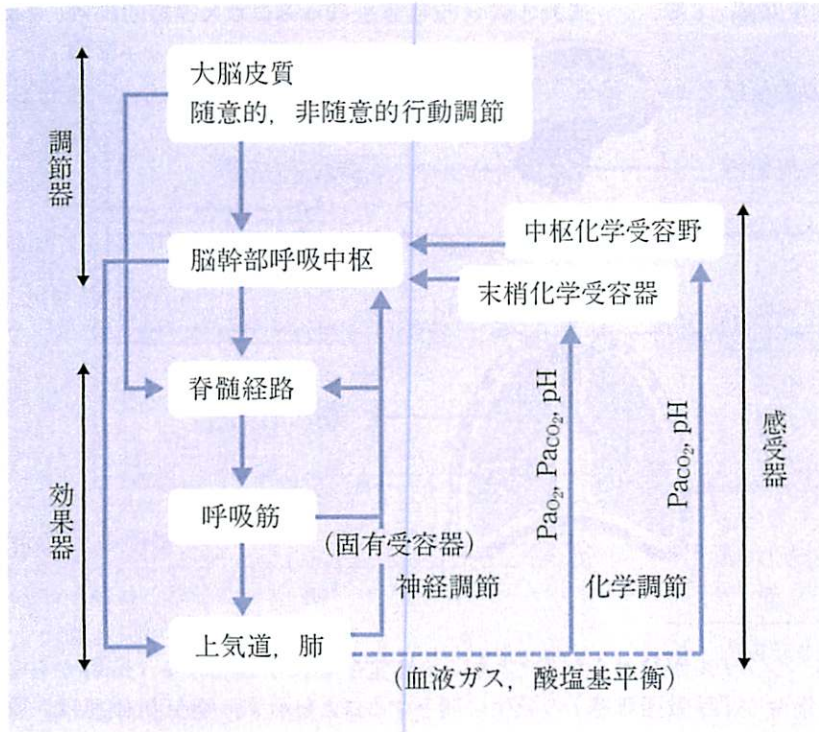 大脳皮質
随意的，非随意的行動調節
調節器
脳幹部呼吸中枢
中枢化学受容野
末梢化学受容器
脊髄経路
効果器
呼吸筋
(固有受容器)
神経調節
PaO₂, PaCO₂, pH
化学調節
PaCO₂, pH
感受器
上気道，肺
(血液ガス，酸塩基平衡)